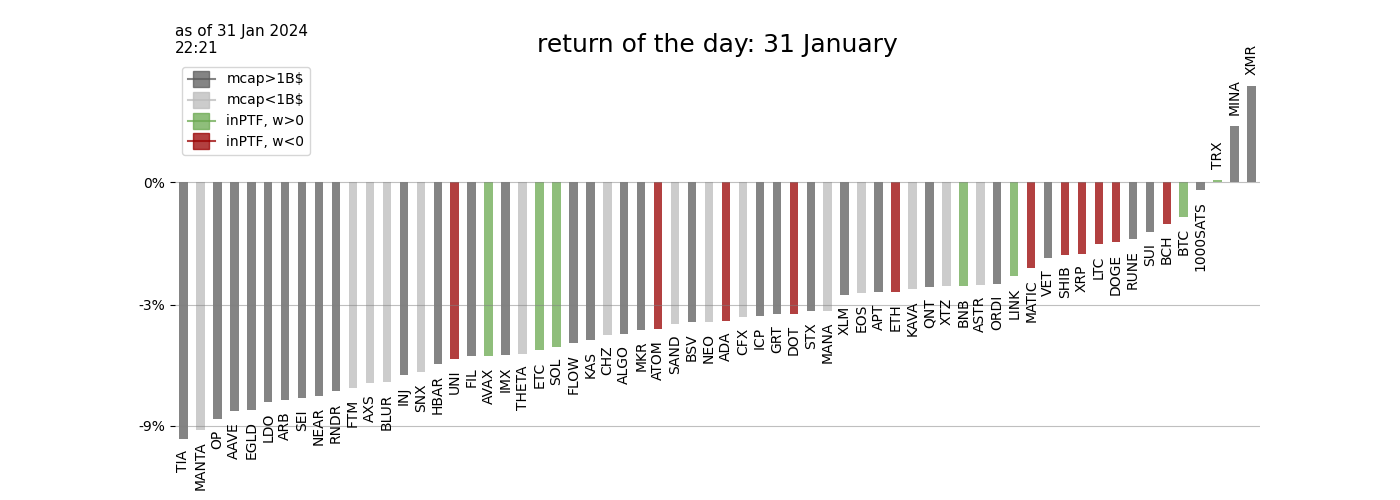 as of 31 Jan 2024
22:21
return of the day: 31 January
mcap>1B$
mcap<1B$
inPTF, w>0
inPTF, w<0
0%
-3%
-9%
TIA
MANTA
OP
AAVE
EGLD
LDO
ARB
SEI
NEAR
RNDR
FTM
AXS
BLUR
INJ
SNX
HBAR
UNI
FIL
AVAX
IMX
THETA
ETC
SOL
FLOW
KAS
CHZ
ALGO
MKR
ATOM
SAND
BSV
NEO
ADA
CFX
ICP
GRT
DOT
STX
MANA
XLM
EOS
APT
ETH
KAVA
QNT
XTZ
BNB
ASTR
ORDI
LINK
MATIC
VET
SHIB
XRP
LTC
DOGE
RUNE
SUI
BCH
BTC
1000SATS
TRX
MINA
XMR